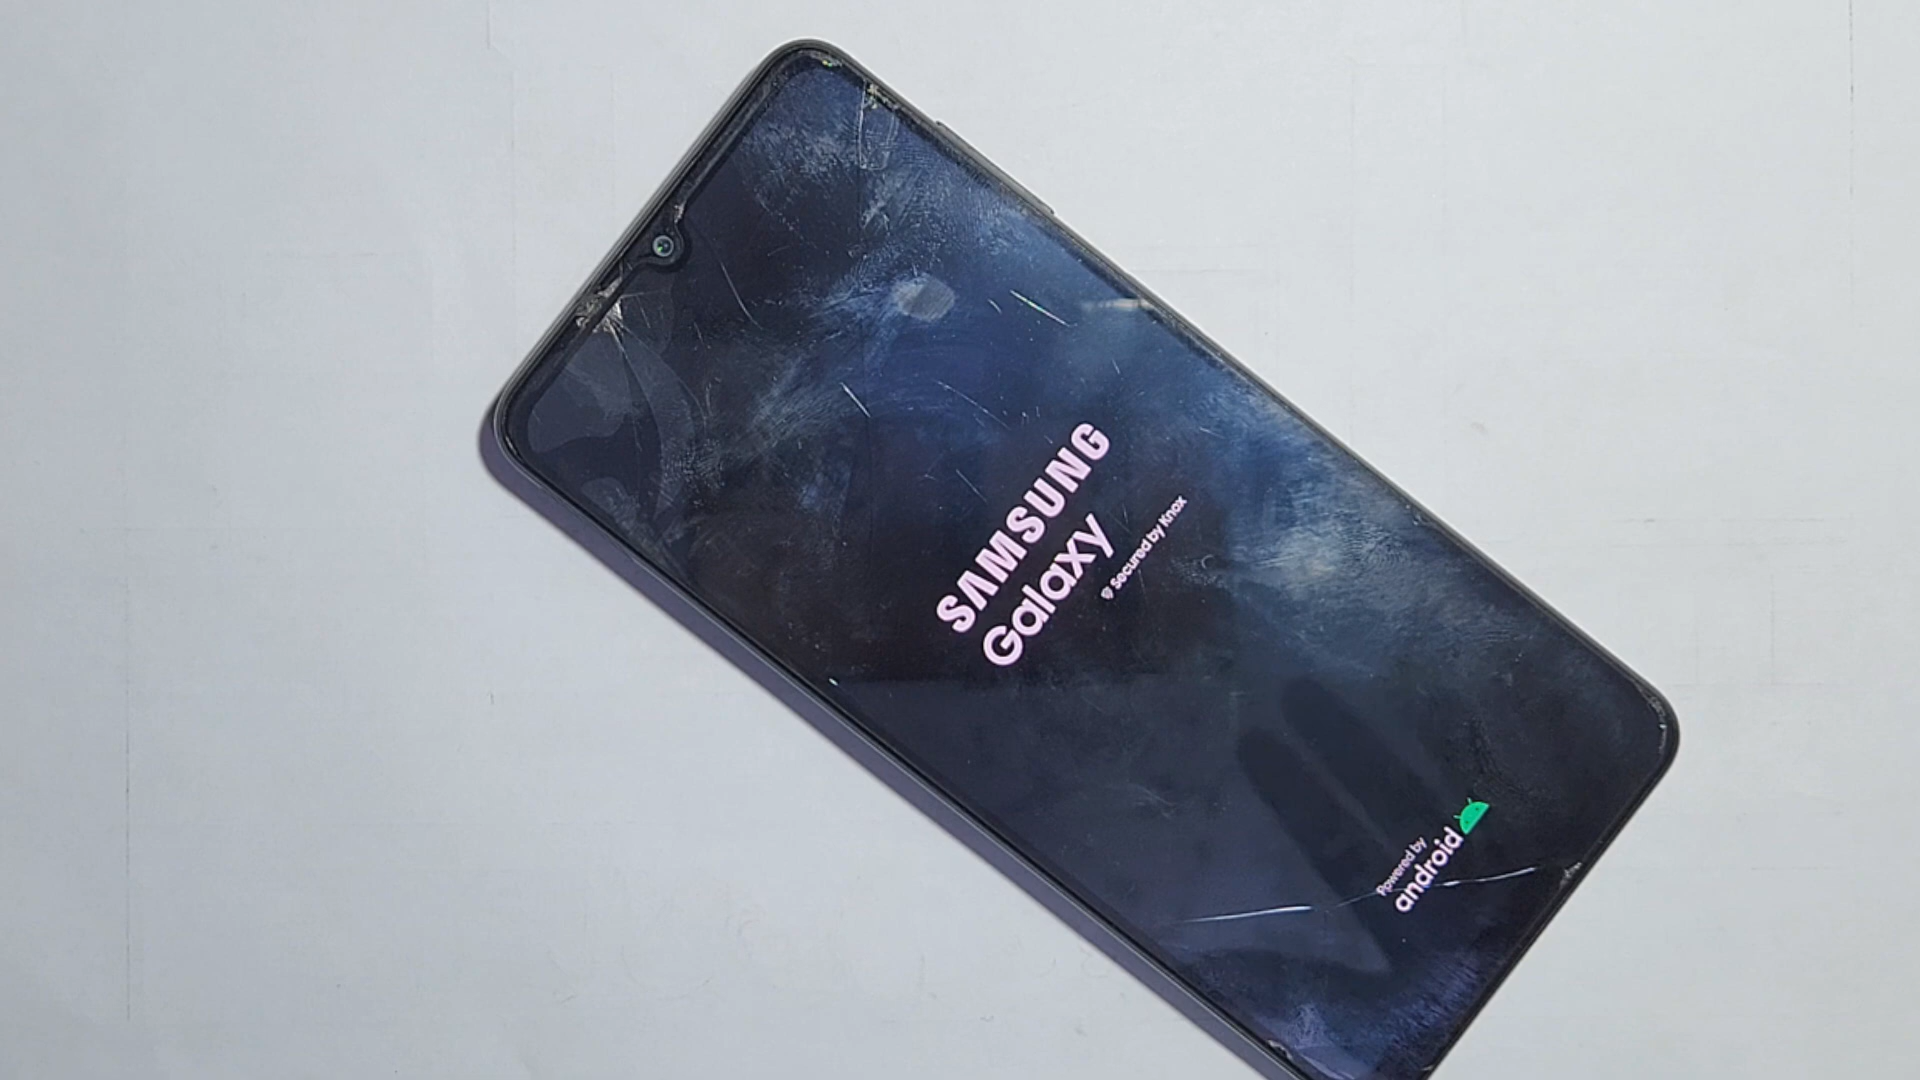 SAMSUNG
Galaxy
Secured by Knox
Powered by
android